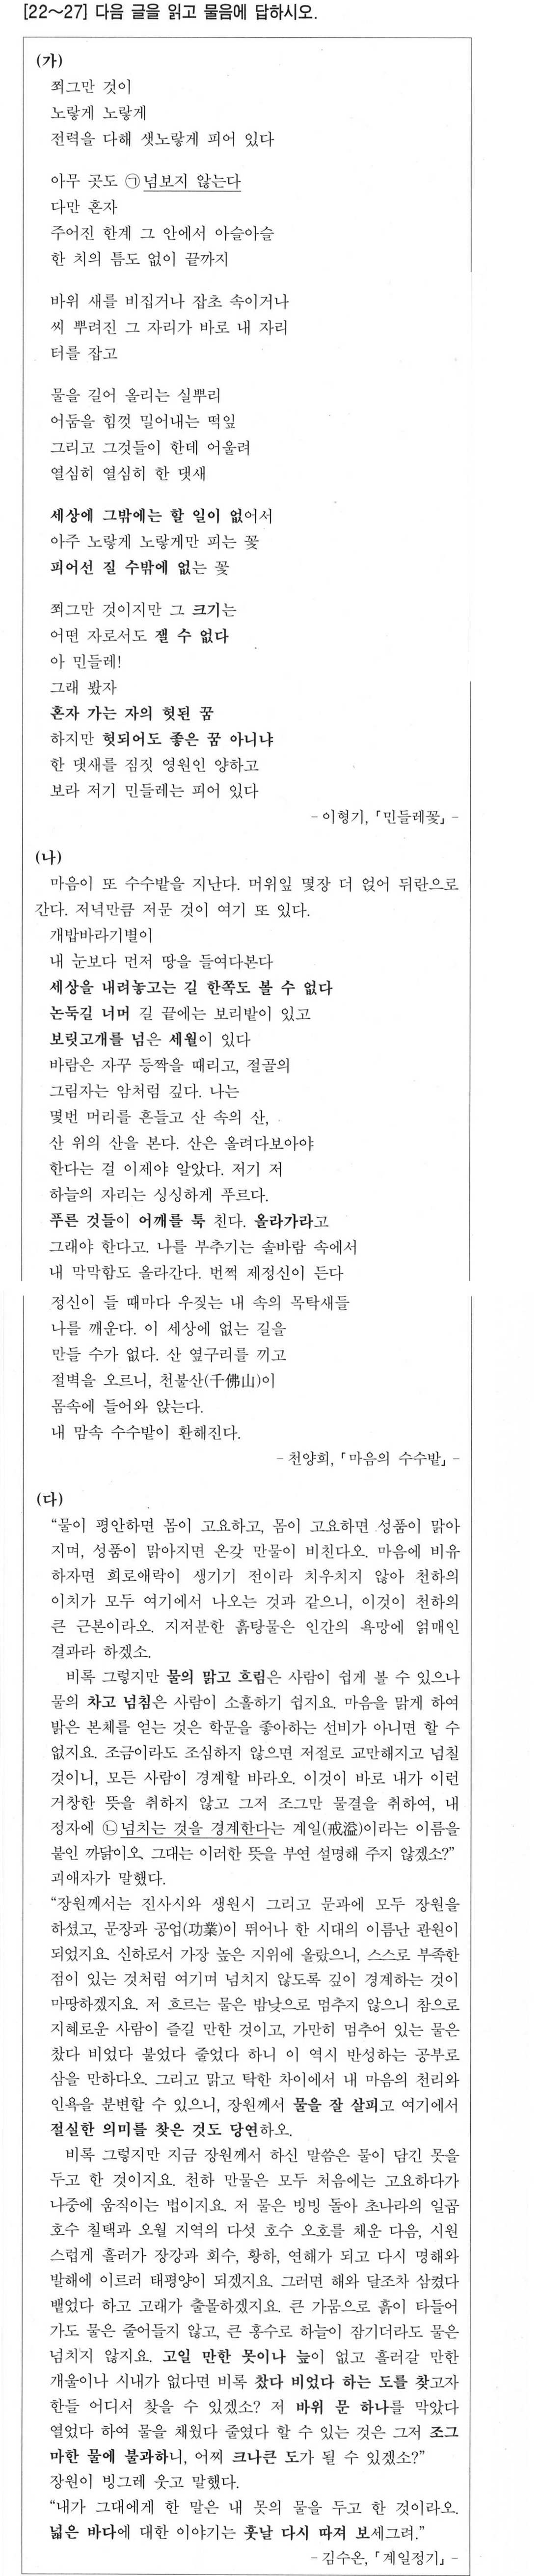 [22～27] 다음 글을 읽고 물음에 답하시오.
(가)
쬐그만 것이
노랗게 노랗게
전력을 다해 샛노랗게 피어 있다
아무 곳도 ㉠넘보지 않는다
다만 혼자
주어진 한계 그 안에서 아슬아슬
한 치의 틈도 없이 끝까지
바위 새를 비집거나 잡초 속이거나
씨 뿌려진 그 자리가 바로 내 자리
터를 잡고
물을 길어 올리는 실뿌리
어둠을 힘껏 밀어내는 떡잎
그리고 그것들이 한데 어울려
열심히 열심히 한 댓새
세상에 그밖에는 할 일이 없어서
아주 노랗게 노랗게만 피는 꽃
피어선 질 수밖에 없는 꽃
쬐그만 것이지만 그 크기는
어떤 자로서도 잴 수 없다
아 민들레!
그래 봤자
혼자 가는 자의 헛된 꿈
하지만 헛되어도 좋은 꿈 아니냐
한 댓새를 짐짓 영원인 양하고
보라 저기 민들레는 피어 있다
- 이형기, 「민들레꽃」 -
(나)
마음이 또 수수밭을 지난다. 머위잎 몇장 더 얹어 뒤란으로
간다. 저녁만큼 저문 것이 여기 또 있다.
개밥바라기별이
내 눈보다 먼저 땅을 들여다본다
세상을 내려놓고는 길 한쪽도 볼 수 없다
논둑길 너머 길 끝에는 보리밭이 있고
보릿고개를 넘은 세월이 있다
바람은 자꾸 등짝을 때리고, 절골의
그림자는 암처럼 깊다. 나는
몇번 머리를 흔들고 산 속의 산,
산 위의 산을 본다. 산은 올려다보아야
한다는 걸 이제야 알았다. 저기 저
하늘의 자리는 싱싱하게 푸르다.
푸른 것들이 어깨를 툭 친다. 올라가라고
그래야 한다고. 나를 부추기는 솔바람 속에서
내 막막함도 올라간다. 번쩍 제정신이 든다
정신이 들 때마다 우짖는 내 속의 목탁새들
나를 깨운다. 이 세상에 없는 길을
만들 수가 없다. 산 옆구리를 끼고
절벽을 오르니, 천불산(千佛山)이
몸속에 들어와 앉는다.
내 맘속 수수밭이 환해진다.
- 천양희, 「마음의 수수밭」 -
(다)
“물이 평안하면 몸이 고요하고, 몸이 고요하면 성품이 맑아
지며, 성품이 맑아지면 온갖 만물이 비친다오. 마음에 비유
하자면 희로애락이 생기기 전이라 치우치지 않아 천하의
이치가 모두 여기에서 나오는 것과 같으니, 이것이 천하의
큰 근본이라오. 지저분한 흙탕물은 인간의 욕망에 얽매인
결과라 하겠소.
비록 그렇지만 물의 맑고 흐림은 사람이 쉽게 볼 수 있으나
물의 차고 넘침은 사람이 소홀하기 쉽지요. 마음을 맑게 하여
밝은 본체를 얻는 것은 학문을 좋아하는 선비가 아니면 할 수
없지요. 조금이라도 조심하지 않으면 저절로 교만해지고 넘칠
것이니, 모든 사람이 경계할 바라오. 이것이 바로 내가 이런
거창한 뜻을 취하지 않고 그저 조그만 물결을 취하여, 내
정자에 ㉡넘치는 것을 경계한다는 계일(戒溢)이라는 이름을
붙인 까닭이오. 그대는 이러한 뜻을 부연 설명해 주지 않겠소?”
괴애자가 말했다.
“장원께서는 진사시와 생원시 그리고 문과에 모두 장원을
하셨고, 문장과 공업(功業)이 뛰어나 한 시대의 이름난 관원이
되었지요. 신하로서 가장 높은 지위에 올랐으니, 스스로 부족한
점이 있는 것처럼 여기며 넘치지 않도록 깊이 경계하는 것이
마땅하겠지요. 저 흐르는 물은 밤낮으로 멈추지 않으니 참으로
지혜로운 사람이 즐길 만한 것이고, 가만히 멈추어 있는 물은
찼다 비었다 불었다 줄었다 하니 이 역시 반성하는 공부로
삼을 만하다오. 그리고 맑고 탁한 차이에서 내 마음의 천리와
인욕을 분변할 수 있으니, 장원께서 물을 잘 살피고 여기에서
절실한 의미를 찾은 것도 당연하오.
비록 그렇지만 지금 장원께서 하신 말씀은 물이 담긴 못을
두고 한 것이지요. 천하 만물은 모두 처음에는 고요하다가
나중에 움직이는 법이지요. 저 물은 빙빙 돌아 초나라의 일곱
호수 칠택과 오월 지역의 다섯 호수 오호를 채운 다음, 시원
스럽게 흘러가 장강과 회수, 황하, 연해가 되고 다시 명해와
발해에 이르러 태평양이 되겠지요. 그러면 해와 달조차 삼켰다
뱉었다 하고 고래가 출몰하겠지요. 큰 가뭄으로 흙이 타들어
가도 물은 줄어들지 않고, 큰 홍수로 하늘이 잠기더라도 물은
넘치지 않지요. 고일 만한 못이나 늪이 없고 흘러갈 만한
개울이나 시내가 없다면 비록 찼다 비었다 하는 도를 찾고자
한들 어디서 찾을 수 있겠소? 저 바위 문 하나를 막았다
열었다 하여 물을 채웠다 줄였다 할 수 있는 것은 그저 조그
마한 물에 불과하니, 어찌 크나큰 도가 될 수 있겠소?”
장원이 빙그레 웃고 말했다.
“내가 그대에게 한 말은 내 못의 물을 두고 한 것이라오.
넓은 바다에 대한 이야기는 훗날 다시 따져 보세그려.”
- 김수온, 「계일정기」 -